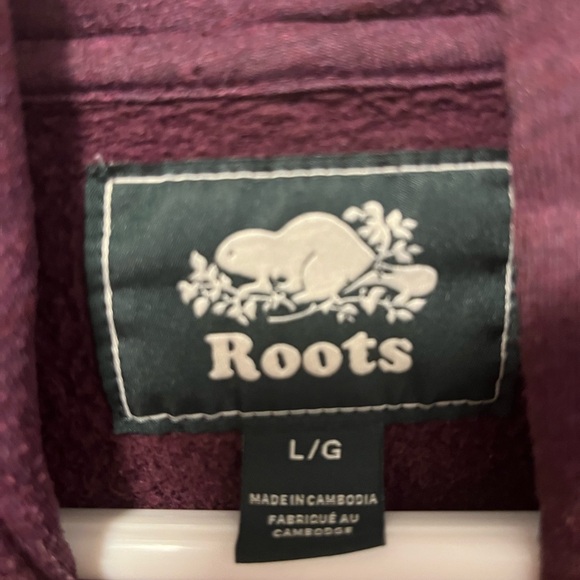 Roots
L/G
MADE IN CAMBODIA
FABRIQUÉ AU
CAMBODGE